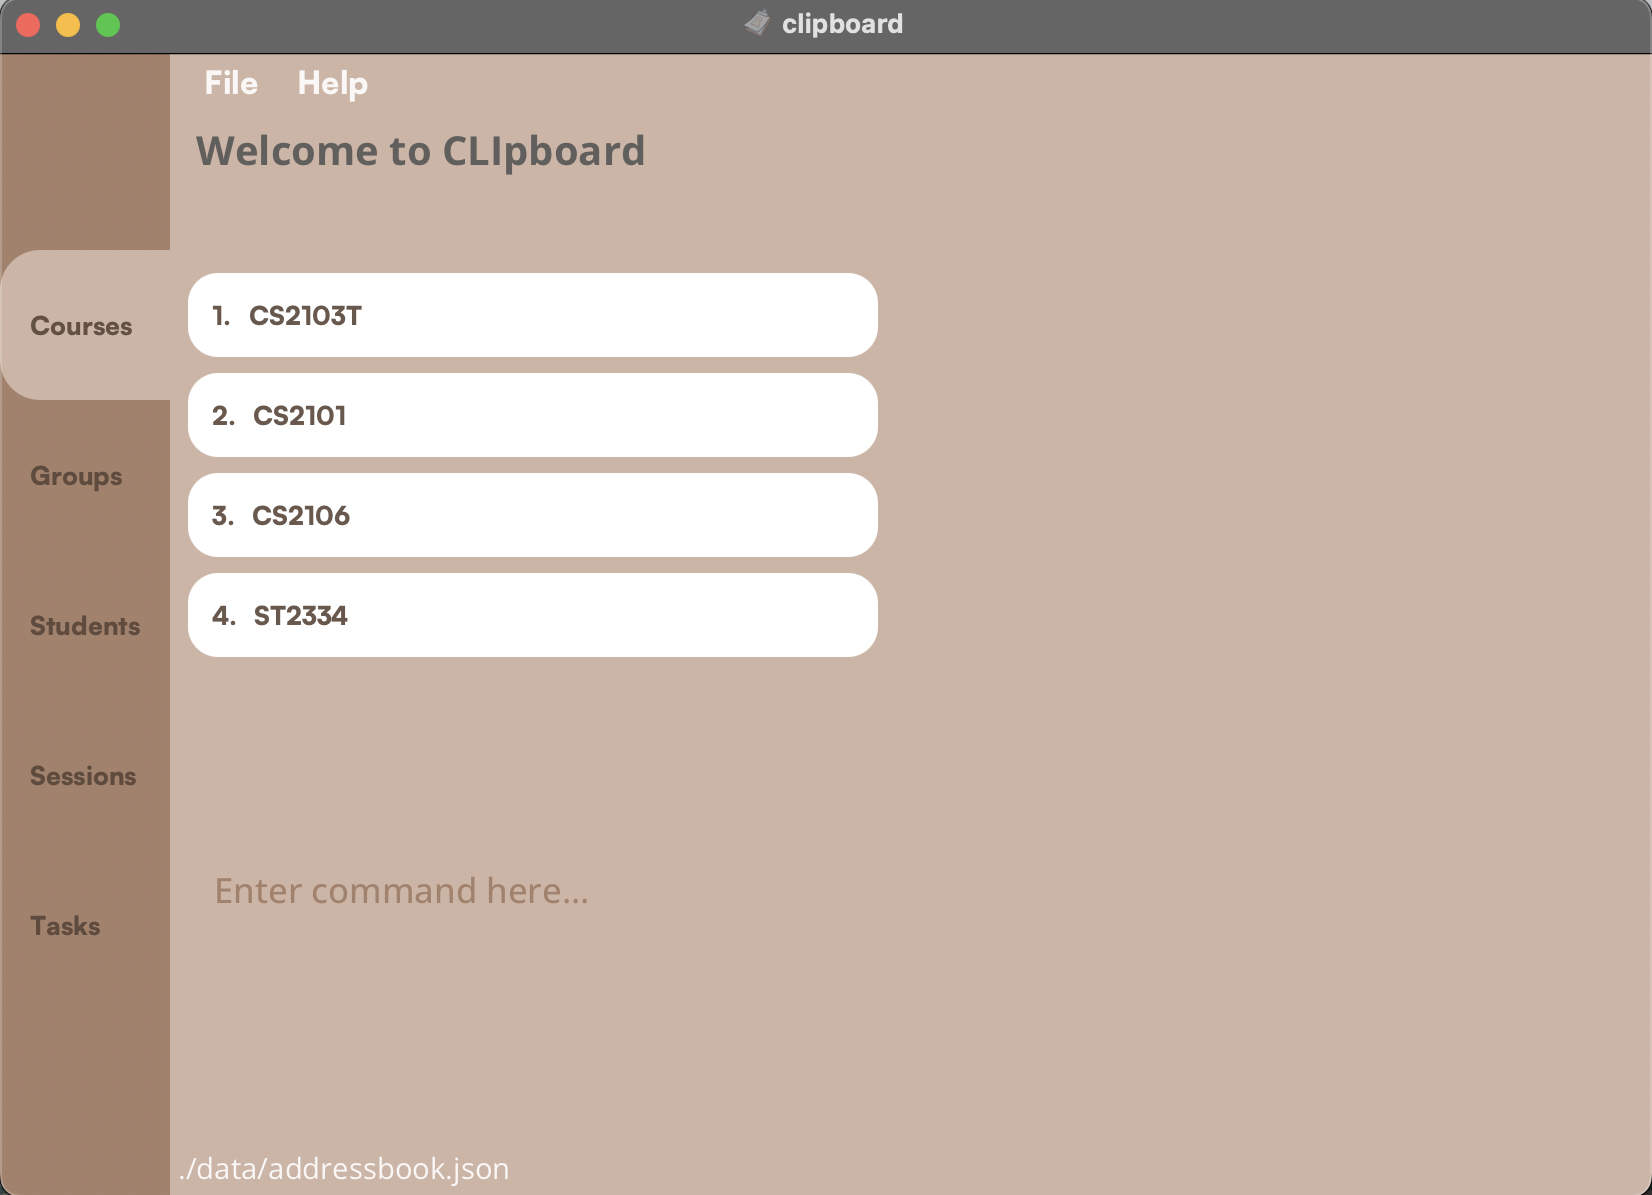 clipboard
File Help
Welcome to CLIpboard
Courses
Groups
Students
Sessions
Tasks
1. CS2103T
2. CS2101
3. CS2106
4. ST2334
Enter command here...
./data/addressbook.json